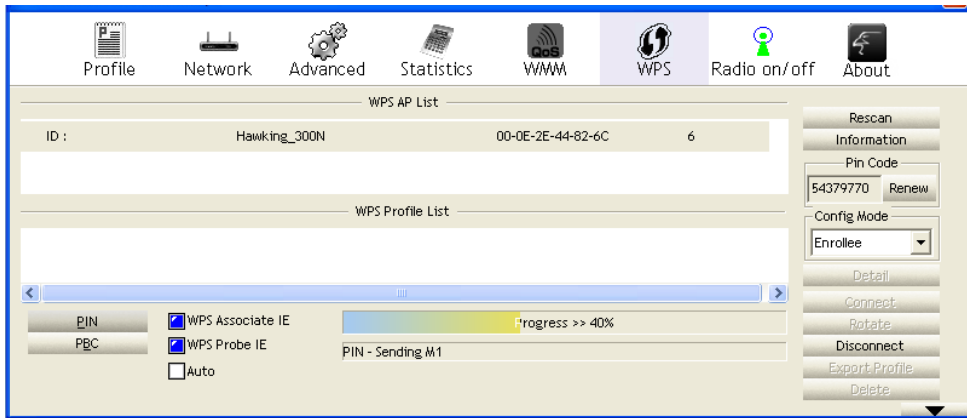 Profile Network Advanced Statistics QoS WMM WPS Radio on/off About
WPS AP List
ID : Hawking_300N 00-0E-2E-44-82-6C 6
WPS Profile List
Rescan
Information
Pin Code
54379770 Renew
Config Mode
Enrollee
Detail
Connect
Rotate
Disconnect
Export Profile
Delete
PIN
PBC
WPS Associate IE
WPS Probe IE
Auto
Progress >> 40%
PIN - Sending M1